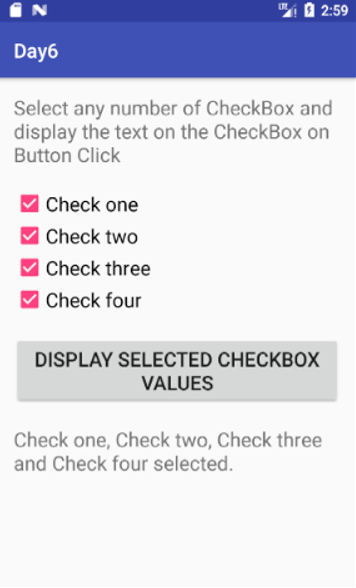 LTE 2:59
Day6
Select any number of CheckBox and
display the text on the CheckBox on
Button Click
Check one
Check two
Check three
Check four
DISPLAY SELECTED CHECKBOX
VALUES
Check one, Check two, Check three
and Check four selected.